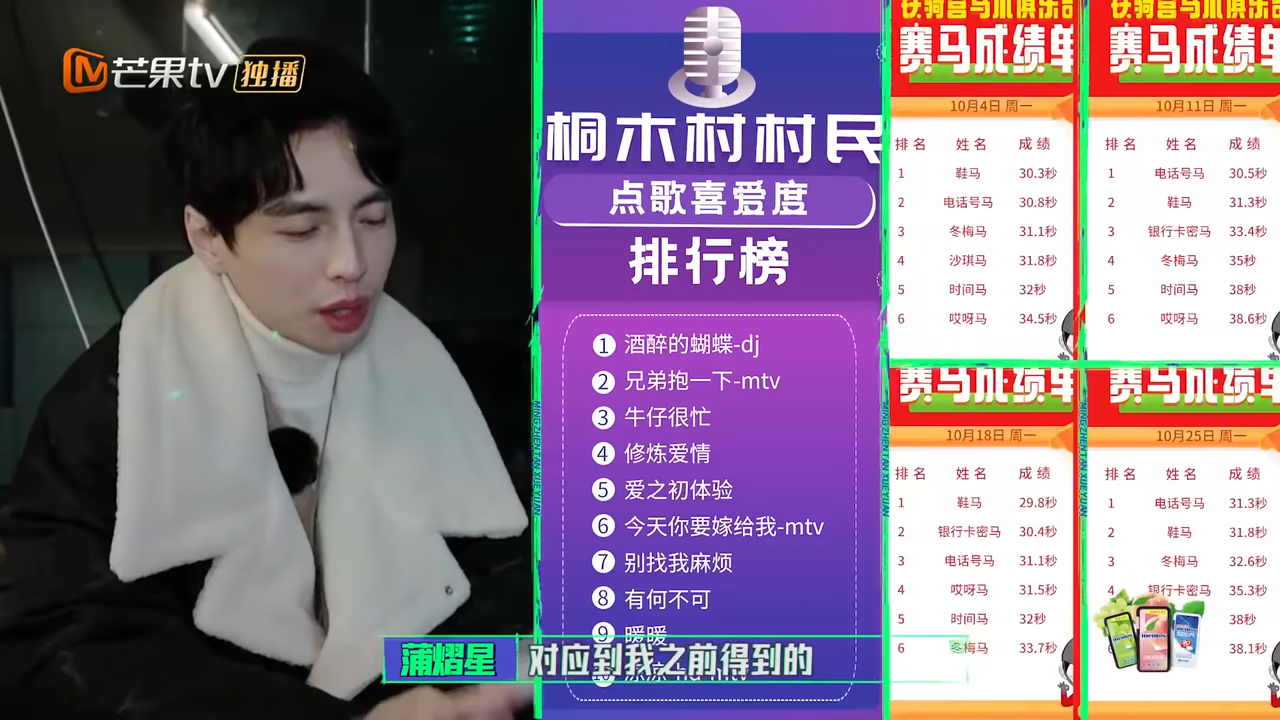 芒果tv 独播
桐木村村民
点歌喜爱度
排行榜
1 酒醉的蝴蝶-dj
2 兄弟抱一下-mtv
3 牛仔很忙
4 修炼爱情
5 爱之初体验
6 今天你要嫁给我-mtv
7 别找我麻烦
8 有何不可
9 暖暖
MINGZHENTANXUEYUAN
赛马成绩单
10月4日 周一
排名 姓名 成绩
1 鞋马 30.3秒
2 电话号马 30.8秒
3 冬梅马 31.1秒
4 沙琪马 31.8秒
5 时间马 32秒
6 哎呀马 34.5秒
赛马成绩单
10月11日 周一
排名 姓名 成绩
1 电话号马 30.5秒
2 鞋马 31.3秒
3 银行卡密马 33.4秒
4 冬梅马 35秒
5 时间马 38秒
6 哎呀马 38.6秒
赛马成绩单
10月18日 周一
排名 姓名 成绩
1 鞋马 29.8秒
2 银行卡密马 30.4秒
3 电话号马 31.1秒
4 哎呀马 31.5秒
5 时间马 32秒
6 冬梅马 33.7秒
赛马成绩单
10月25日 周一
排名 姓名 成绩
1 电话号马 31.3秒
2 鞋马 31.8秒
3 冬梅马 32.6秒
4 银行卡密马 35.3秒
38秒
38.1秒
mentos
蒲熠星 对应到我之前得到的